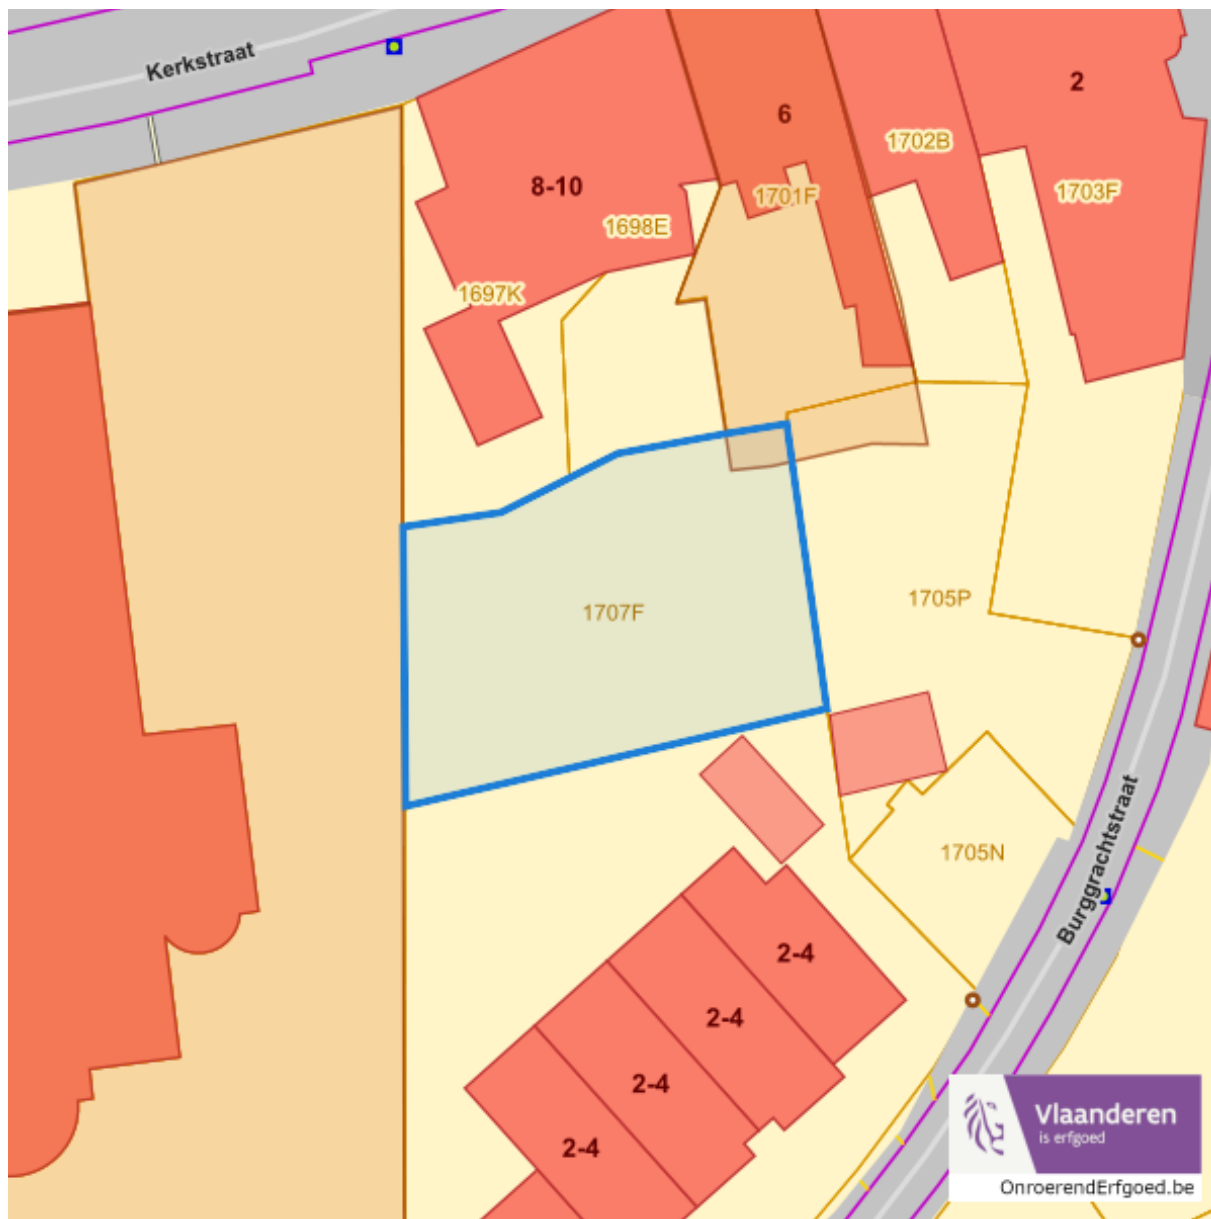 Kerkstraat
2
6
1702B
8-10
1701F
1703F
1698E
1697K
1707F
1705P
1705N
Burggrachtstraat
2-4
2-4
2-4
2-4
Vlaanderen
is erfgoed
OnroerendErfgoed.be